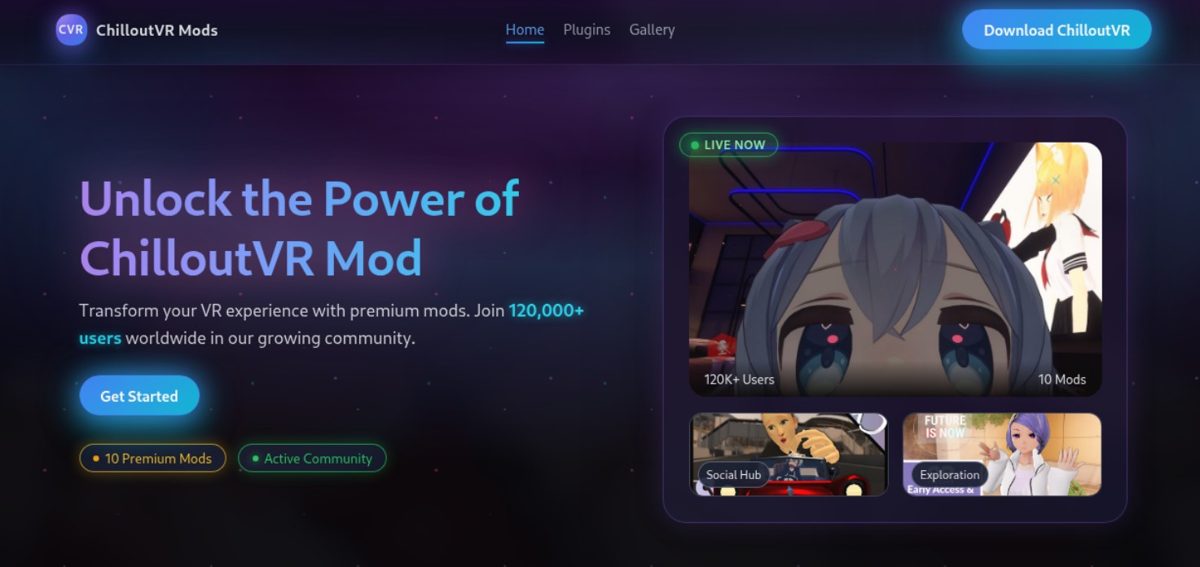 CVR ChilloutVR Mods
Home Plugins Gallery
Download ChilloutVR
LIVE NOW
Unlock the Power of
ChilloutVR Mod
Transform your VR experience with premium mods. Join 120,000+
users worldwide in our growing community.
Get Started
10 Premium Mods
Active Community
120K+ Users
10 Mods
Social Hub
FUTURE
IS NOW
Exploration
Early Access &